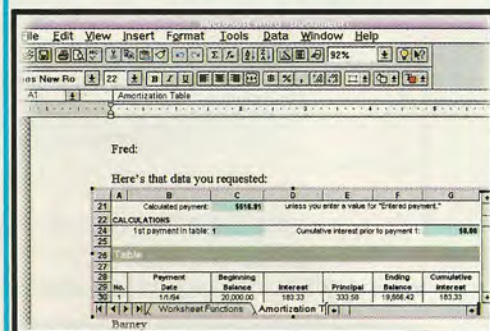 Microsoft Word - Document1
File Edit View Insert Format Tools Data Window Help
92%
es New Ro 22 B I U $ % ,
A1 Amortization Table
Fred:
Here's that data you requested:
A B C D E F G
21 Calculated payment: $516.91 unless you enter a value for "Entered payment."
22 CALCULATIONS
24 1st payment in table: 1 Cumulative interest prior to payment 1: $0.00
25
26 Table
27
28 Payment Beginning Ending Cumulative
29 No. Date Balance Interest Principal Balance Interest
30 1 1/1/94 20,000.00 183.33 333.58 19,666.42 183.33
Worksheet Functions Amortization T
Barney